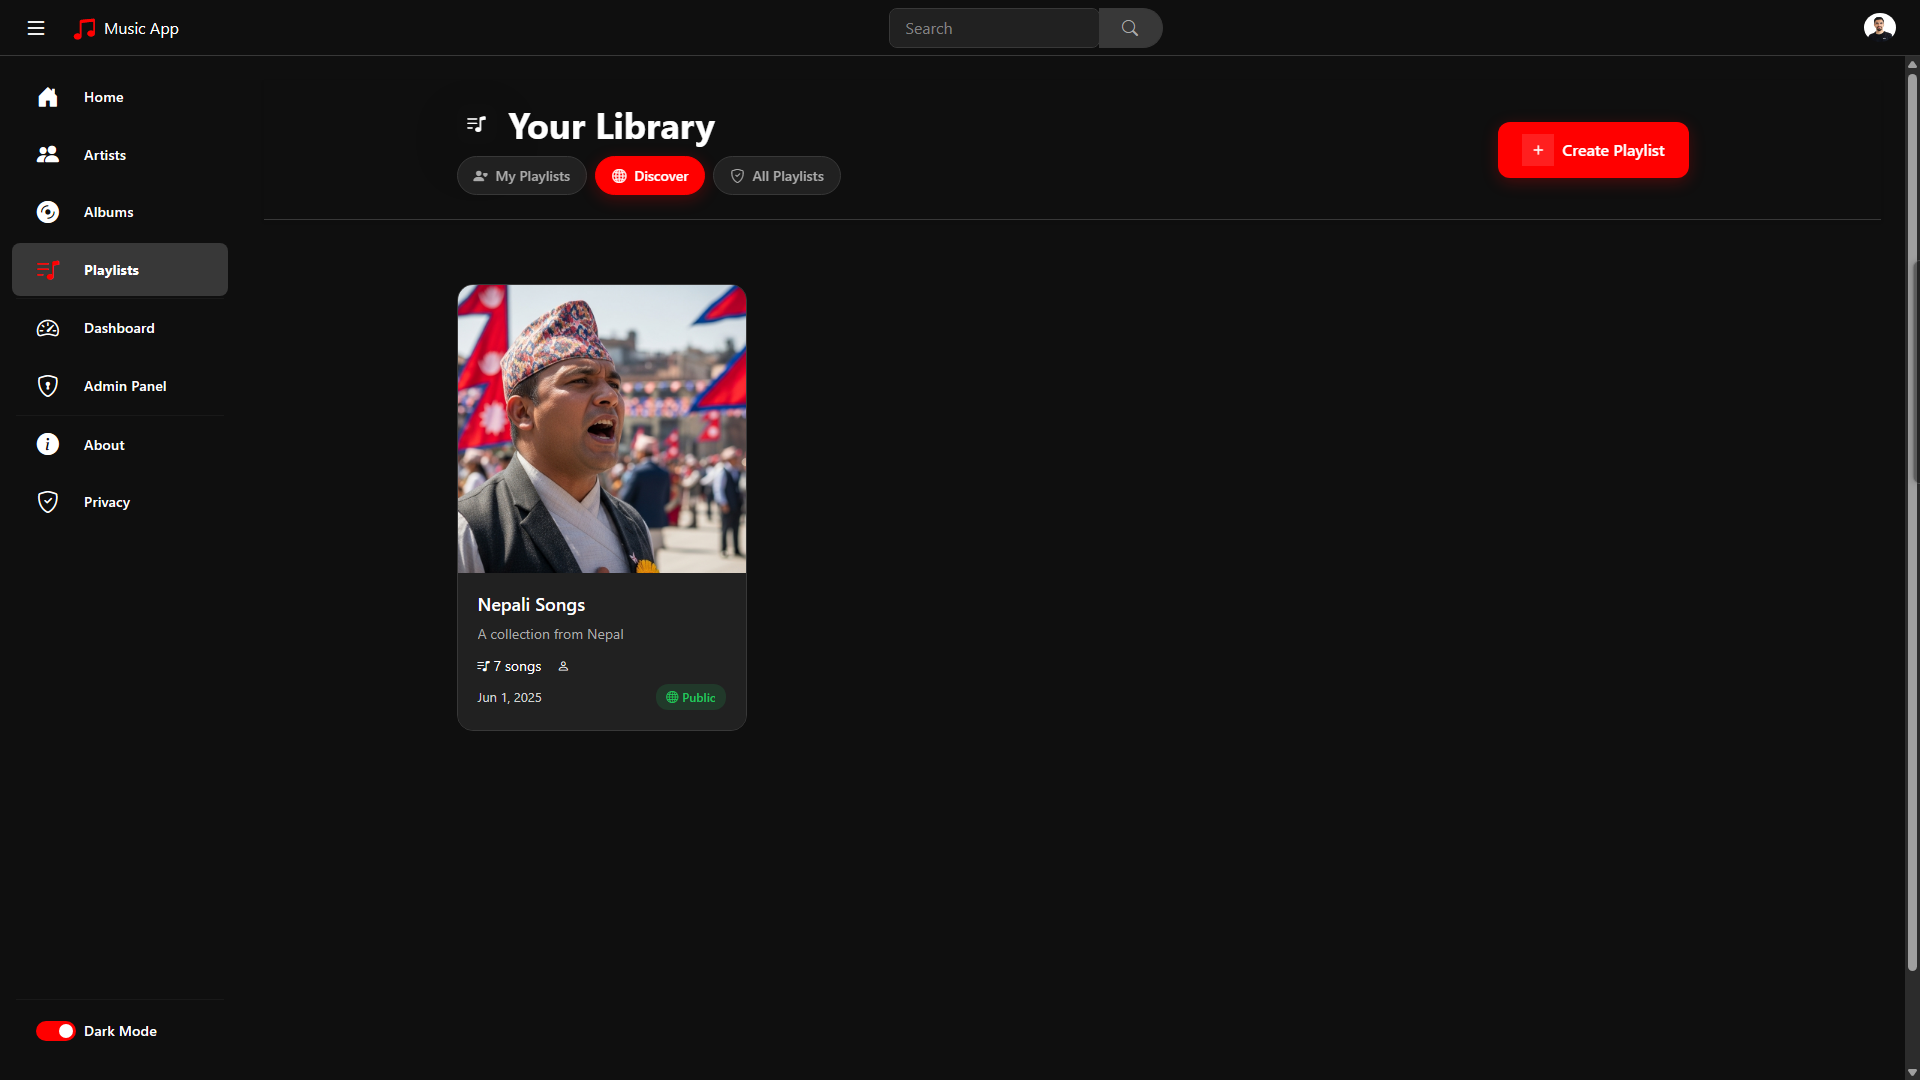 Music App
Search
Home
Artists
Albums
Playlists
Dashboard
Admin Panel
About
Privacy
Dark Mode
Your Library
My Playlists
Discover
All Playlists
+ Create Playlist
Nepali Songs
A collection from Nepal
7 songs
Jun 1, 2025
Public